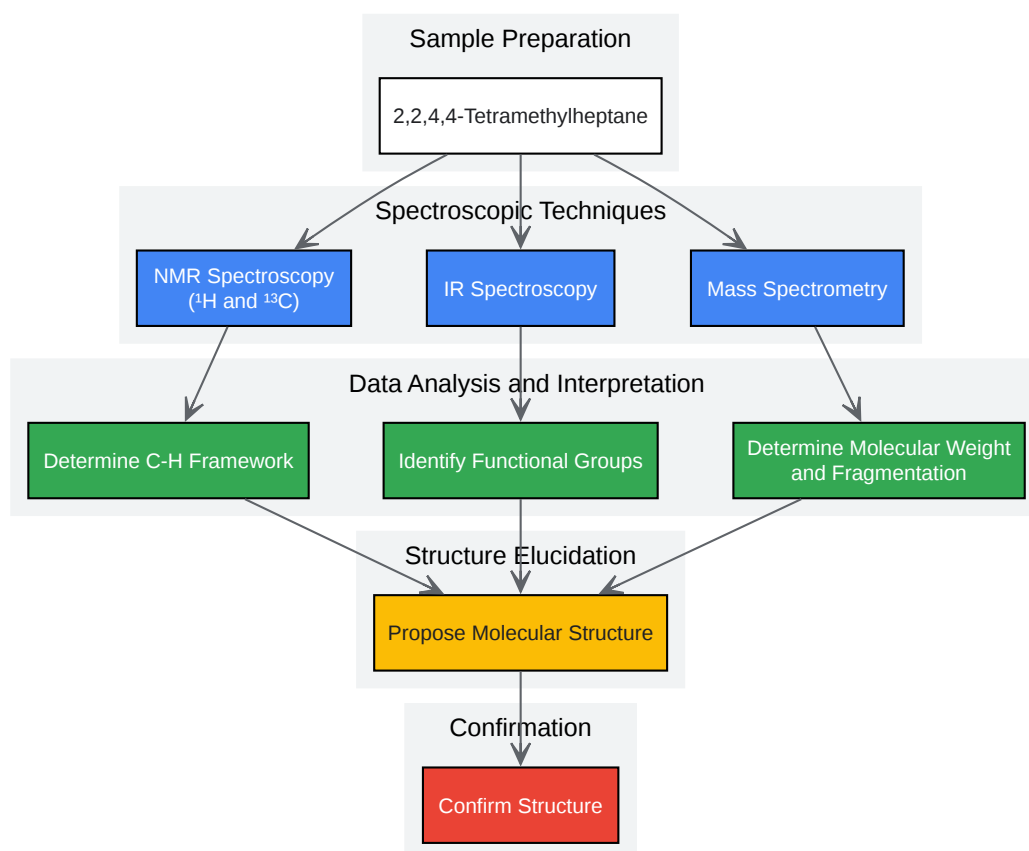 Sample Preparation
2,2,4,4-Tetramethylheptane
Spectroscopic Techniques
NMR Spectroscopy
(¹H and ¹³C)
IR Spectroscopy
Mass Spectrometry
Data Analysis and Interpretation
Determine C-H Framework
Identify Functional Groups
Determine Molecular Weight
and Fragmentation
Structure Elucidation
Propose Molecular Structure
Confirmation
Confirm Structure